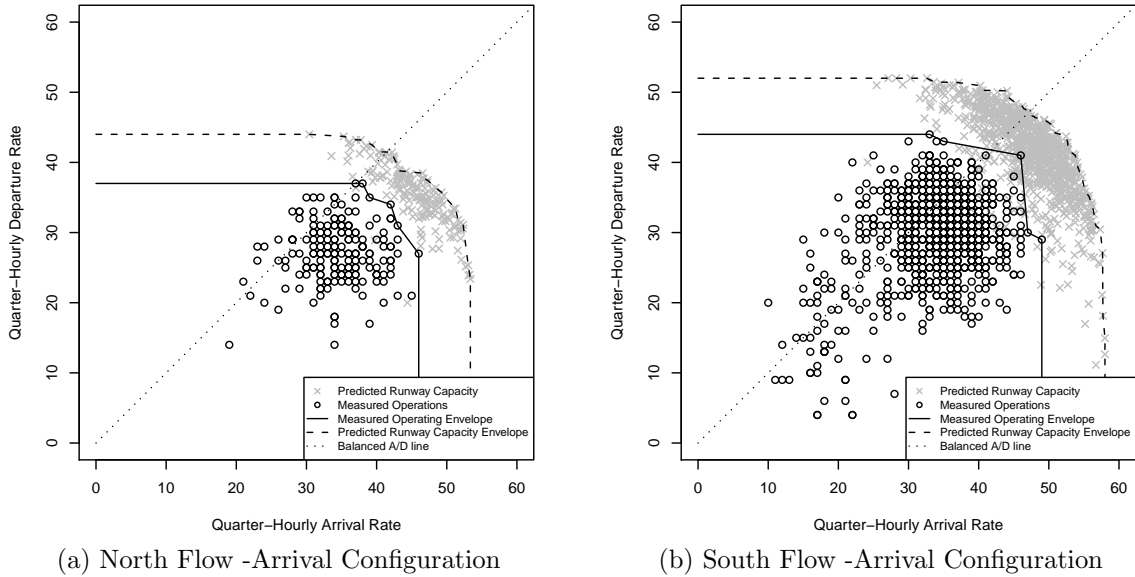 60
50
40
30
20
10
0
Quarter−Hourly Departure Rate
Predicted Runway Capacity
Measured Operations
Measured Operating Envelope
Predicted Runway Capacity Envelope
Balanced A/D line
0 10 20 30 40 50 60
Quarter−Hourly Arrival Rate
(a) North Flow -Arrival Configuration
60
50
40
30
20
10
0
Quarter−Hourly Departure Rate
Predicted Runway Capacity
Measured Operations
Measured Operating Envelope
Predicted Runway Capacity Envelope
Balanced A/D line
0 10 20 30 40 50 60
Quarter−Hourly Arrival Rate
(b) South Flow -Arrival Configuration